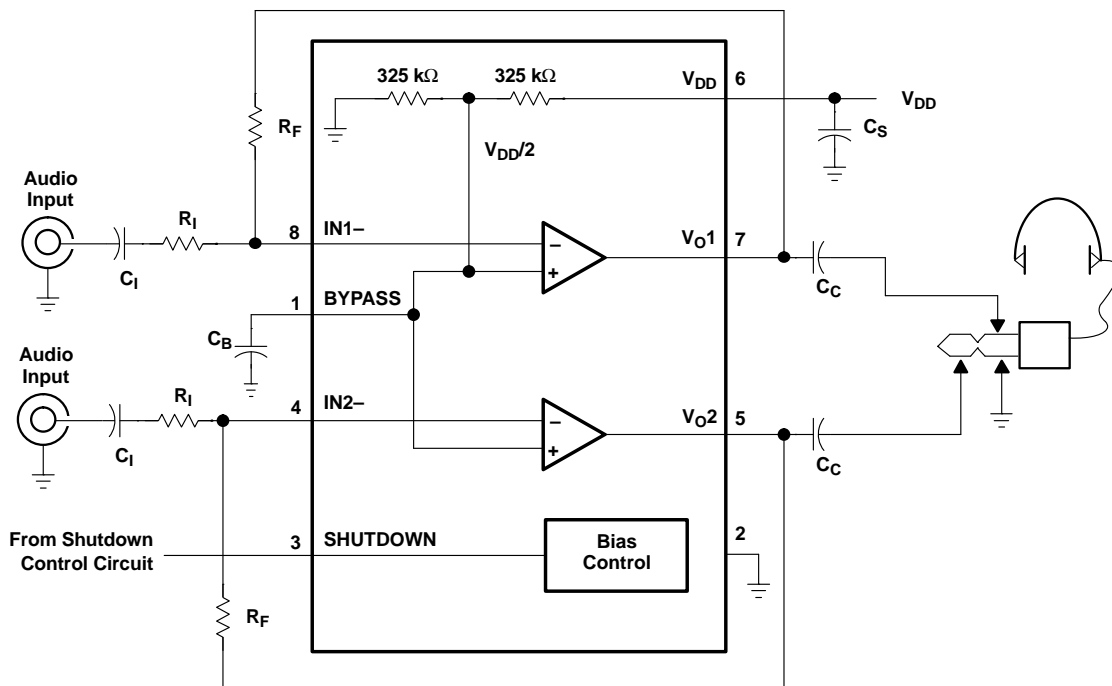 325 kΩ
325 kΩ
VDD
6
VDD
CS
RF
VDD/2
Audio
Input
RI
CI
8
IN1–
–
+
VO1
7
CC
1
BYPASS
CB
Audio
Input
RI
CI
4
IN2–
–
+
VO2
5
CC
From Shutdown
Control Circuit
3
SHUTDOWN
Bias
Control
2
RF